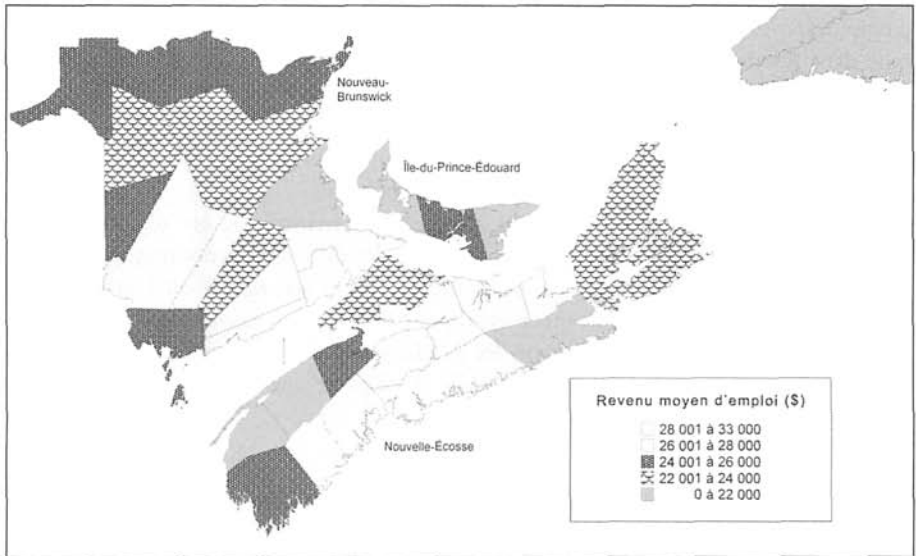 Nouveau-
Brunswick
Île-du-Prince-Édouard
Nouvelle-Écosse
Revenu moyen d'emploi ($)
28 001 à 33 000
26 001 à 28 000
24 001 à 26 000
22 001 à 24 000
0 à 22 000